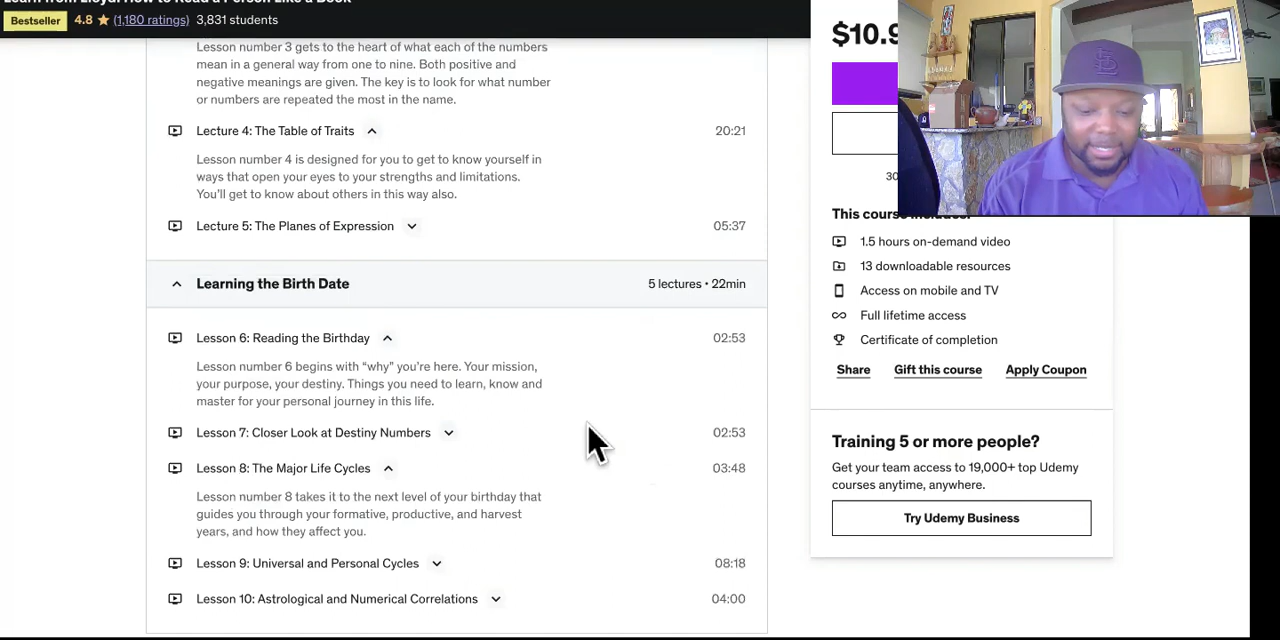 Learn from Lloyd: How to Read a Person Like a Book
Bestseller 4.8 (1,180 ratings) 3,831 students
Lesson number 3 gets to the heart of what each of the numbers
mean in a general way from one to nine. Both positive and
negative meanings are given. The key is to look for what number
or numbers are repeated the most in the name.
Lecture 4: The Table of Traits 20:21
Lesson number 4 is designed for you to get to know yourself in
ways that open your eyes to your strengths and limitations.
You'll get to know about others in this way also.
Lecture 5: The Planes of Expression 05:37
Learning the Birth Date 5 lectures • 22min
Lesson 6: Reading the Birthday 02:53
Lesson number 6 begins with “why” you're here. Your mission,
your purpose, your destiny. Things you need to learn, know and
master for your personal journey in this life.
Lesson 7: Closer Look at Destiny Numbers 02:53
Lesson 8: The Major Life Cycles 03:48
Lesson number 8 takes it to the next level of your birthday that
guides you through your formative, productive, and harvest
years, and how they affect you.
Lesson 9: Universal and Personal Cycles 08:18
Lesson 10: Astrological and Numerical Correlations 04:00
$10.9
30
This course includes:
1.5 hours on-demand video
13 downloadable resources
Access on mobile and TV
Full lifetime access
Certificate of completion
Share Gift this course Apply Coupon
Training 5 or more people?
Get your team access to 19,000+ top Udemy
courses anytime, anywhere.
Try Udemy Business